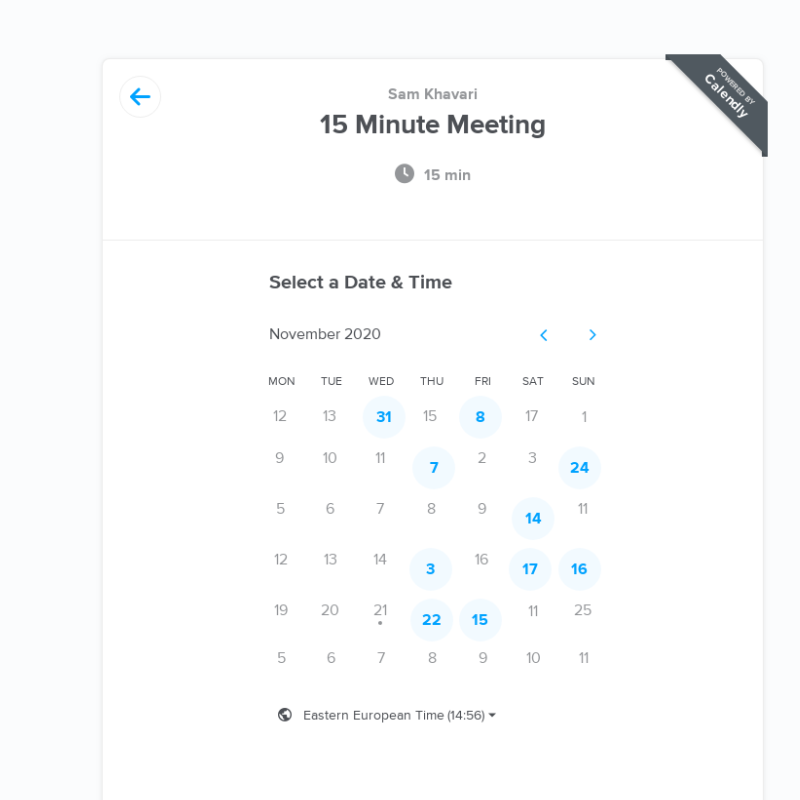 POWERED BY
Calendly
Sam Khavari
15 Minute Meeting
15 min
Select a Date & Time
November 2020
MON TUE WED THU FRI SAT SUN
12 13 31 15 8 17 1
9 10 11 7 2 3 24
5 6 7 8 9 14 11
12 13 14 3 16 17 16
19 20 21 22 15 11 25
5 6 7 8 9 10 11
Eastern European Time (14:56)